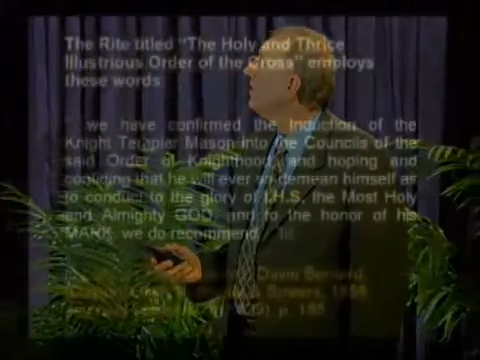 The Rite titled "The Holy and Thrice
Illustrious Order of the Cross" employs
these words
we have confirmed the Induction of the
Knight Templar Mason into the Councils of the
said Order of Knighthood and hoping and
confiding that he will ever so demean himself as
to conduct to the glory of I.H.S. the Most Holy
and Almighty GOD, and to the honor of his
MARK, we do recommend
David Bernard,
p. 185